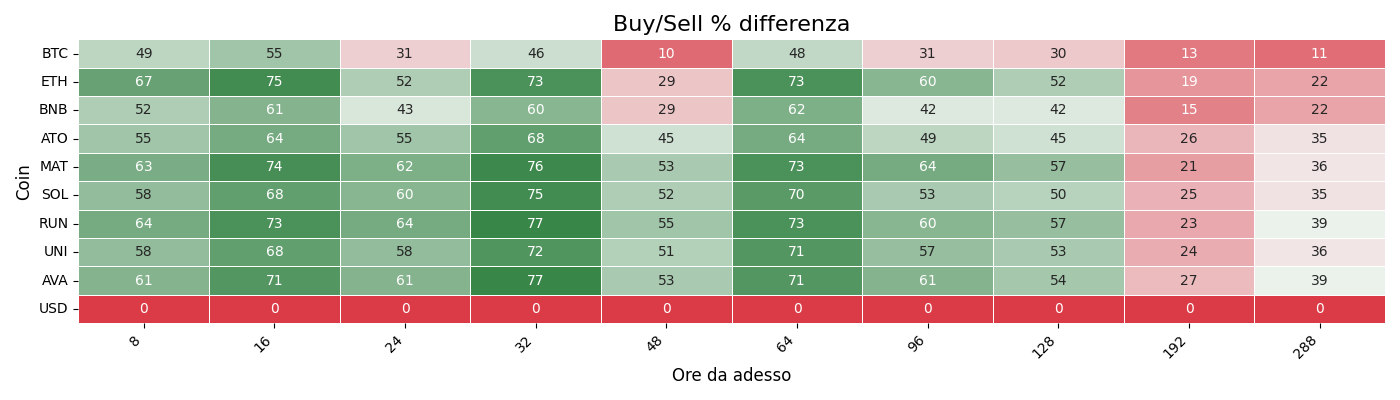 Buy/Sell % differenza
Coin
BTC 49 55 31 46 10 48 31 30 13 11
ETH 67 75 52 73 29 73 60 52 19 22
BNB 52 61 43 60 29 62 42 42 15 22
ATO 55 64 55 68 45 64 49 45 26 35
MAT 63 74 62 76 53 73 64 57 21 36
SOL 58 68 60 75 52 70 53 50 25 35
RUN 64 73 64 77 55 73 60 57 23 39
UNI 58 68 58 72 51 71 57 53 24 36
AVA 61 71 61 77 53 71 61 54 27 39
USD 0 0 0 0 0 0 0 0 0 0
8 16 24 32 48 64 96 128 192 288
Ore da adesso